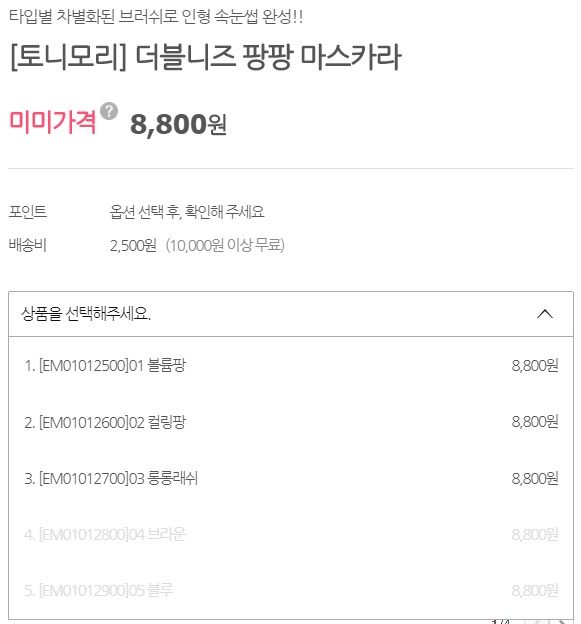 타입별 차별화된 브러쉬로 인형 속눈썹 완성!!
[토니모리] 더블니즈 팡팡 마스카라
미미가격 ? 8,800원
포인트 옵션 선택 후, 확인해 주세요
배송비 2,500원 (10,000원 이상 무료)
상품을 선택해주세요.
1. [EM01012500]01 볼륨팡 8,800원
2. [EM01012600]02 컬링팡 8,800원
3. [EM01012700]03 롱롱래쉬 8,800원
4. [EM01012800]04 브라운 8,800원
5. [EM01012900]05 블루 8,800원
1/4